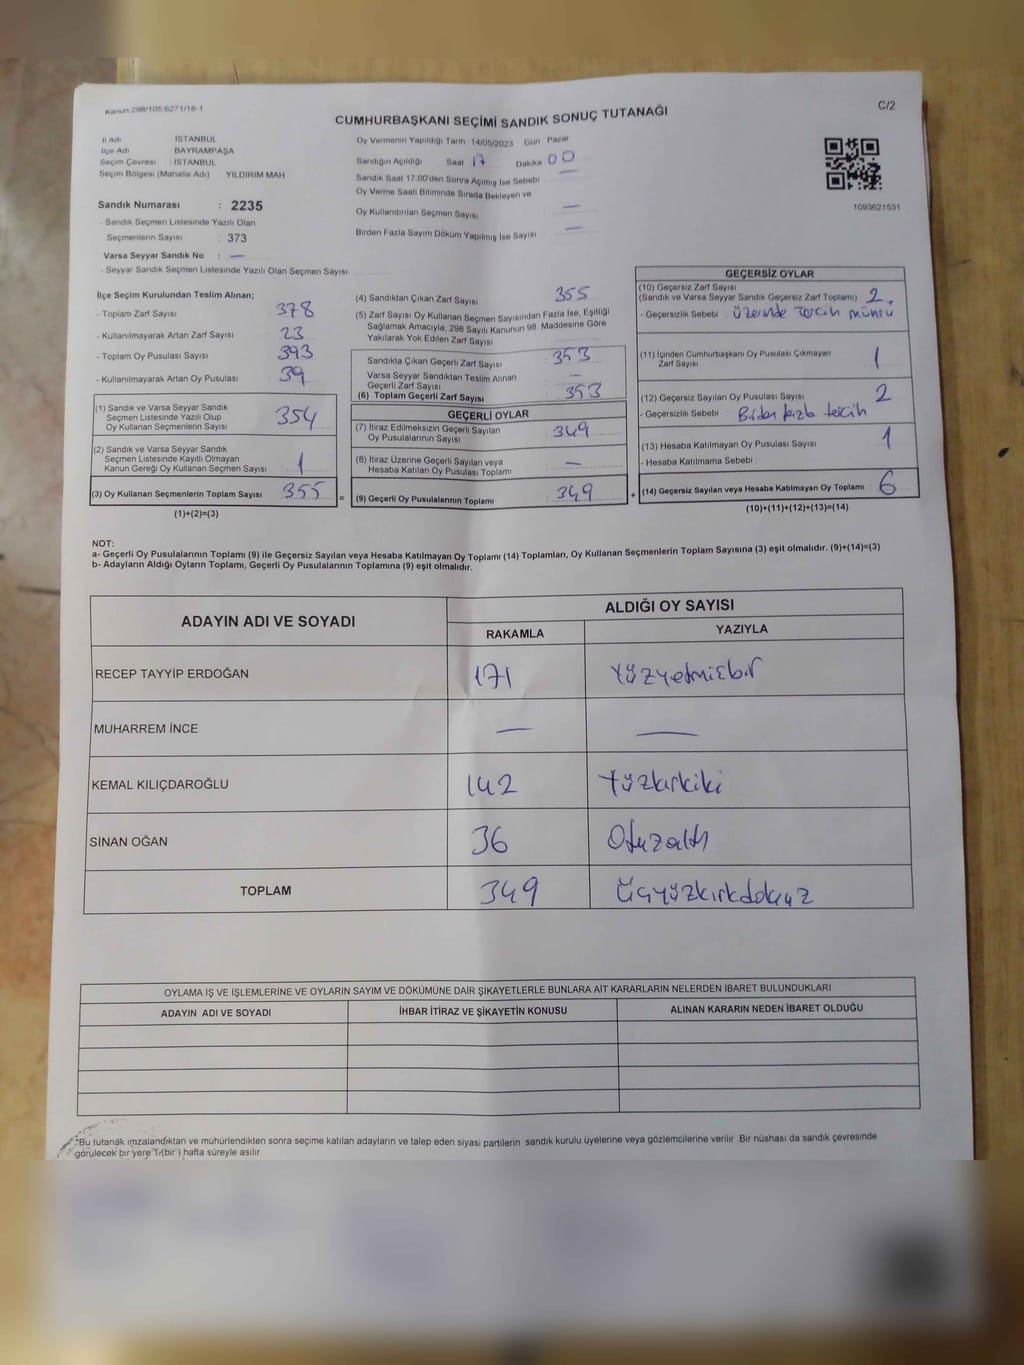 Kanun 298/105,6271/18-1
C/2
CUMHURBAŞKANI SEÇİMİ SANDIK SONUÇ TUTANAĞI
İl Adı : İSTANBUL
İlçe Adı : BAYRAMPAŞA
Seçim Çevresi : İSTANBUL
Seçim Bölgesi (Mahalle Adı) YILDIRIM MAH
Sandık Numarası : 2235
- Sandık Seçmen Listesinde Yazılı Olan
Seçmenlerin Sayısı : 373
Varsa Seyyar Sandık No : —
- Seyyar Sandık Seçmen Listesinde Yazılı Olan Seçmen Sayısı
Oy Vermenin Yapıldığı Tarih 14/05/2023 Gün Pazar
Sandığın Açıldığı Saat 17 Dakika 00
Sandık Saat 17.00'den Sonra Açımış İse Sebebi —
Oy Verme Saati Bitiminde Sırada Bekleyen ve
Oy Kullandırılan Seçmen Sayısı —
Birden Fazla Sayım Döküm Yapılmış İse Sayısı —
1093621531
İlçe Seçim Kurulundan Teslim Alınan;
- Toplam Zarf Sayısı : 378
- Kullanılmayarak Artan Zarf Sayısı : 23
- Toplam Oy Pusulası Sayısı : 393
- Kullanılmayarak Artan Oy Pusulası : 39
(1) Sandık ve Varsa Seyyar Sandık
Seçmen Listesinde Yazılı Olup
Oy Kullanan Seçmenlerin Sayısı : 354
(2) Sandık ve Varsa Seyyar Sandık
Seçmen Listesinde Kayıtlı Olmayan
Kanun Gereği Oy Kullanan Seçmen Sayısı : 1
(3) Oy Kullanan Seçmenlerin Toplam Sayısı : 355 =
(1)+(2)=(3)
(4) Sandıktan Çıkan Zarf Sayısı : 355
(5) Zarf Sayısı Oy Kullanan Seçmen Sayısından Fazla İse, Eşitliği
Sağlamak Amacıyla, 298 Sayılı Kanunun 98. Maddesine Göre
Yakılarak Yok Edilen Zarf Sayısı
Sandıkta Çıkan Geçerli Zarf Sayısı : 353
Varsa Seyyar Sandıktan Teslim Alınan
Geçerli Zarf Sayısı : —
(6) Toplam Geçerli Zarf Sayısı : 353
GEÇERLİ OYLAR
(7) İtiraz Edilmeksizin Geçerli Sayılan
Oy Pusulalarının Sayısı : 349
(8) İtiraz Üzerine Geçerli Sayılan veya
Hesaba Katılan Oy Pusulası Toplamı : —
(9) Geçerli Oy Pusulalarının Toplamı : 349 +
GEÇERSİZ OYLAR
(10) Geçersiz Zarf Sayısı
(Sandık ve Varsa Seyyar Sandık Geçersiz Zarf Toplamı) : 2
- Geçersizlik Sebebi : üzerinde tercih mührü
(11) İçinden Cumhurbaşkanı Oy Pusulası Çıkmayan
Zarf Sayısı : 1
(12) Geçersiz Sayılan Oy Pusulası Sayısı : 2
- Geçersizlik Sebebi : Birden fazla tercih
(13) Hesaba Katılmayan Oy Pusulası Sayısı : 1
- Hesaba Katılmama Sebebi :
(14) Geçersiz Sayılan veya Hesaba Katılmayan Oy Toplamı : 6
(10)+(11)+(12)+(13)=(14)
NOT:
a- Geçerli Oy Pusulalarının Toplamı (9) ile Geçersiz Sayılan veya Hesaba Katılmayan Oy Toplamı (14) Toplamları, Oy Kullanan Seçmenlerin Toplam Sayısına (3) eşit olmalıdır. (9)+(14)=(3)
b- Adayların Aldığı Oyların Toplamı, Geçerli Oy Pusulalarının Toplamına (9) eşit olmalıdır.
ADAYIN ADI VE SOYADI
ALDIĞI OY SAYISI
RAKAMLA YAZIYLA
RECEP TAYYİP ERDOĞAN 171 Yüzyetmişbir
MUHARREM İNCE — —
KEMAL KILIÇDAROĞLU 142 Yüzkırkiki
SİNAN OĞAN 36 Otuzaltı
TOPLAM 349 Üçyüzkırkdokuz
OYLAMA İŞ VE İŞLEMLERİNE VE OYLARIN SAYIM VE DÖKÜMÜNE DAİR ŞİKAYETLERLE BUNLARA AİT KARARLARIN NELERDEN İBARET BULUNDUKLARI
ADAYIN ADI VE SOYADI İHBAR İTİRAZ VE ŞİKAYETİN KONUSU ALINAN KARARIN NEDEN İBARET OLDUĞU
*Bu tutanak imzalandıktan ve mühürlendikten sonra seçime katılan adayların ve talep eden siyasi partilerin sandık kurulu üyelerine veya gözlemcilerine verilir. Bir nüshası da sandık çevresinde
görülecek bir yere 1 (bir ) hafta süreyle asılır.